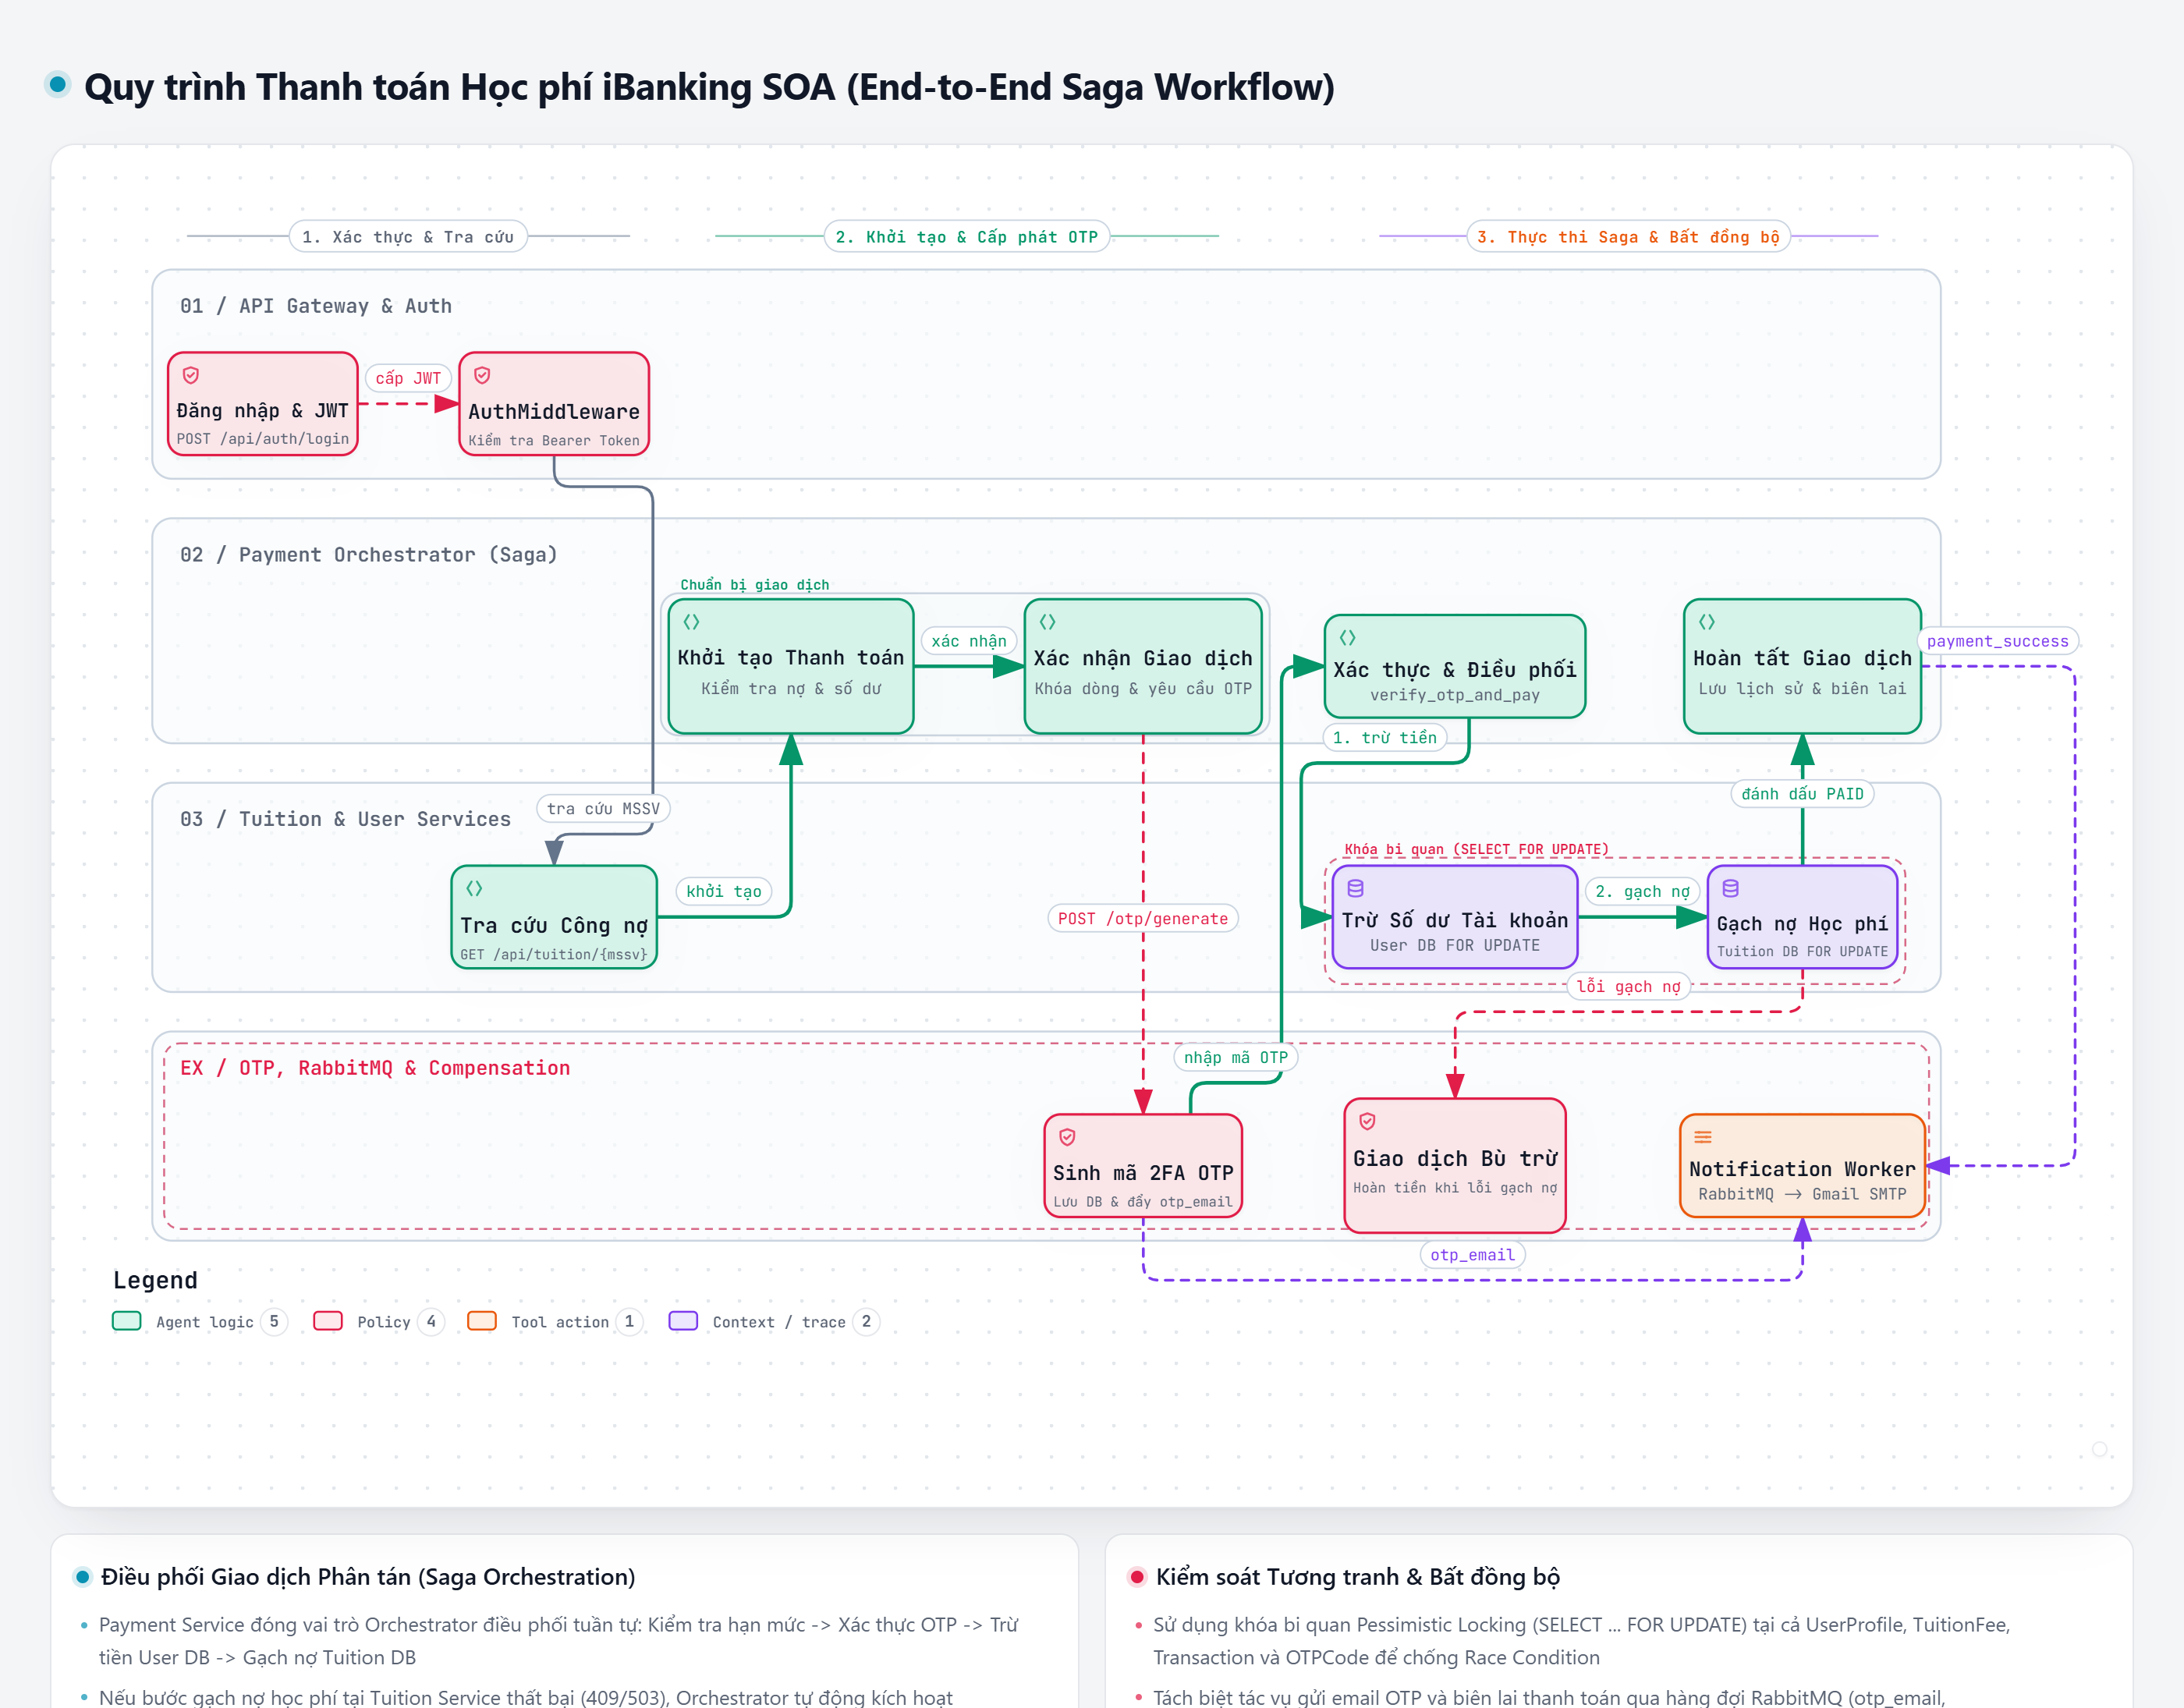 Quy trình Thanh toán Học phí iBanking SOA (End-to-End Saga Workflow)
1. Xác thực & Tra cứu
2. Khởi tạo & Cấp phát OTP
3. Thực thi Saga & Bất đồng bộ
01 / API Gateway & Auth
Đăng nhập & JWT
POST /api/auth/login
cấp JWT
AuthMiddleware
Kiểm tra Bearer Token
02 / Payment Orchestrator (Saga)
Chuẩn bị giao dịch
Khởi tạo Thanh toán
Kiểm tra nợ & số dư
xác nhận
Xác nhận Giao dịch
Khóa dòng & yêu cầu OTP
Xác thực & Điều phối
verify_otp_and_pay
1. trừ tiền
Hoàn tất Giao dịch
Lưu lịch sử & biên lai
payment_success
03 / Tuition & User Services
tra cứu MSSV
đánh dấu PAID
Tra cứu Công nợ
GET /api/tuition/{mssv}
khởi tạo
POST /otp/generate
Khóa bi quan (SELECT FOR UPDATE)
Trừ Số dư Tài khoản
User DB FOR UPDATE
2. gạch nợ
Gạch nợ Học phí
Tuition DB FOR UPDATE
lỗi gạch nợ
EX / OTP, RabbitMQ & Compensation
nhập mã OTP
Sinh mã 2FA OTP
Lưu DB & đẩy otp_email
Giao dịch Bù trừ
Hoàn tiền khi lỗi gạch nợ
Notification Worker
RabbitMQ → Gmail SMTP
otp_email
Legend
Agent logic 5
Policy 4
Tool action 1
Context / trace 2
Điều phối Giao dịch Phân tán (Saga Orchestration)
• Payment Service đóng vai trò Orchestrator điều phối tuần tự: Kiểm tra hạn mức -> Xác thực OTP -> Trừ
tiền User DB -> Gạch nợ Tuition DB
• Nếu bước gạch nợ học phí tại Tuition Service thất bại (409/503), Orchestrator tự động kích hoạt
Kiểm soát Tương tranh & Bất đồng bộ
• Sử dụng khóa bi quan Pessimistic Locking (SELECT ... FOR UPDATE) tại cả UserProfile, TuitionFee,
Transaction và OTPCode để chống Race Condition
• Tách biệt tác vụ gửi email OTP và biên lai thanh toán qua hàng đợi RabbitMQ (otp_email,